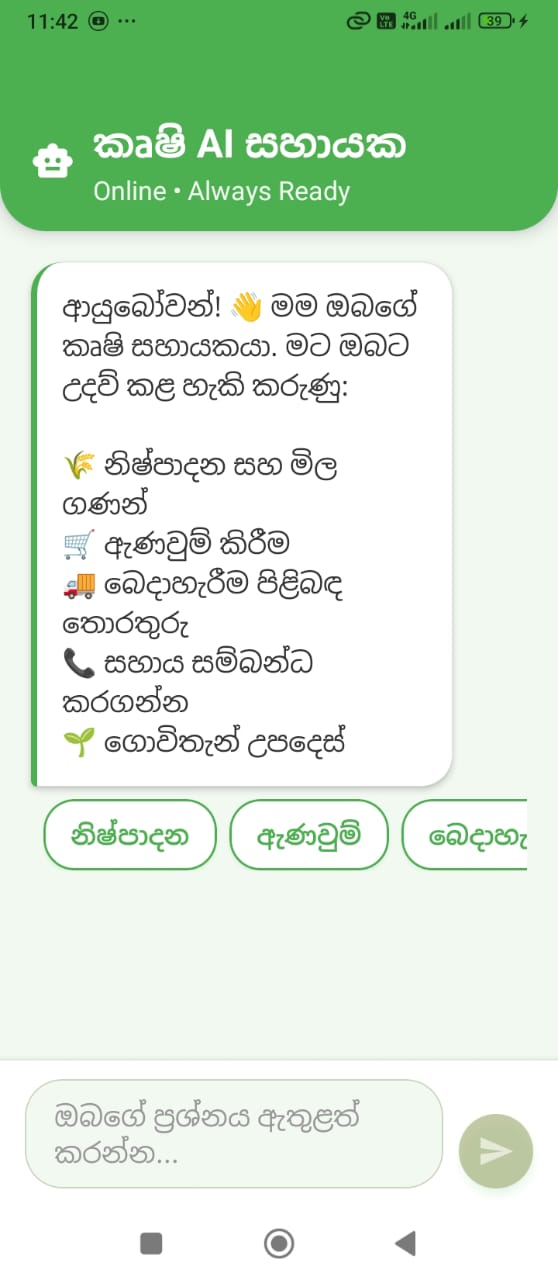 11:42
Vo LTE 4G 39
කෘෂි AI සහායක
Online • Always Ready
ආයුබෝවන්! 👋 මම ඔබගේ
කෘෂි සහායකයා. මට ඔබට
උදව් කළ හැකි කරුණු:
🌾 නිෂ්පාදන සහ මිල
ගණන්
🛒 ඇණවුම් කිරීම
🚚 බෙදාහැරීම පිළිබඳ
තොරතුරු
📞 සහාය සම්බන්ධ
කරගන්න
🌱 ගොවිතැන් උපදෙස්
නිෂ්පාදන ඇණවුම් බෙදාහැ
ඔබගේ ප්‍රශ්නය ඇතුළත්
කරන්න...